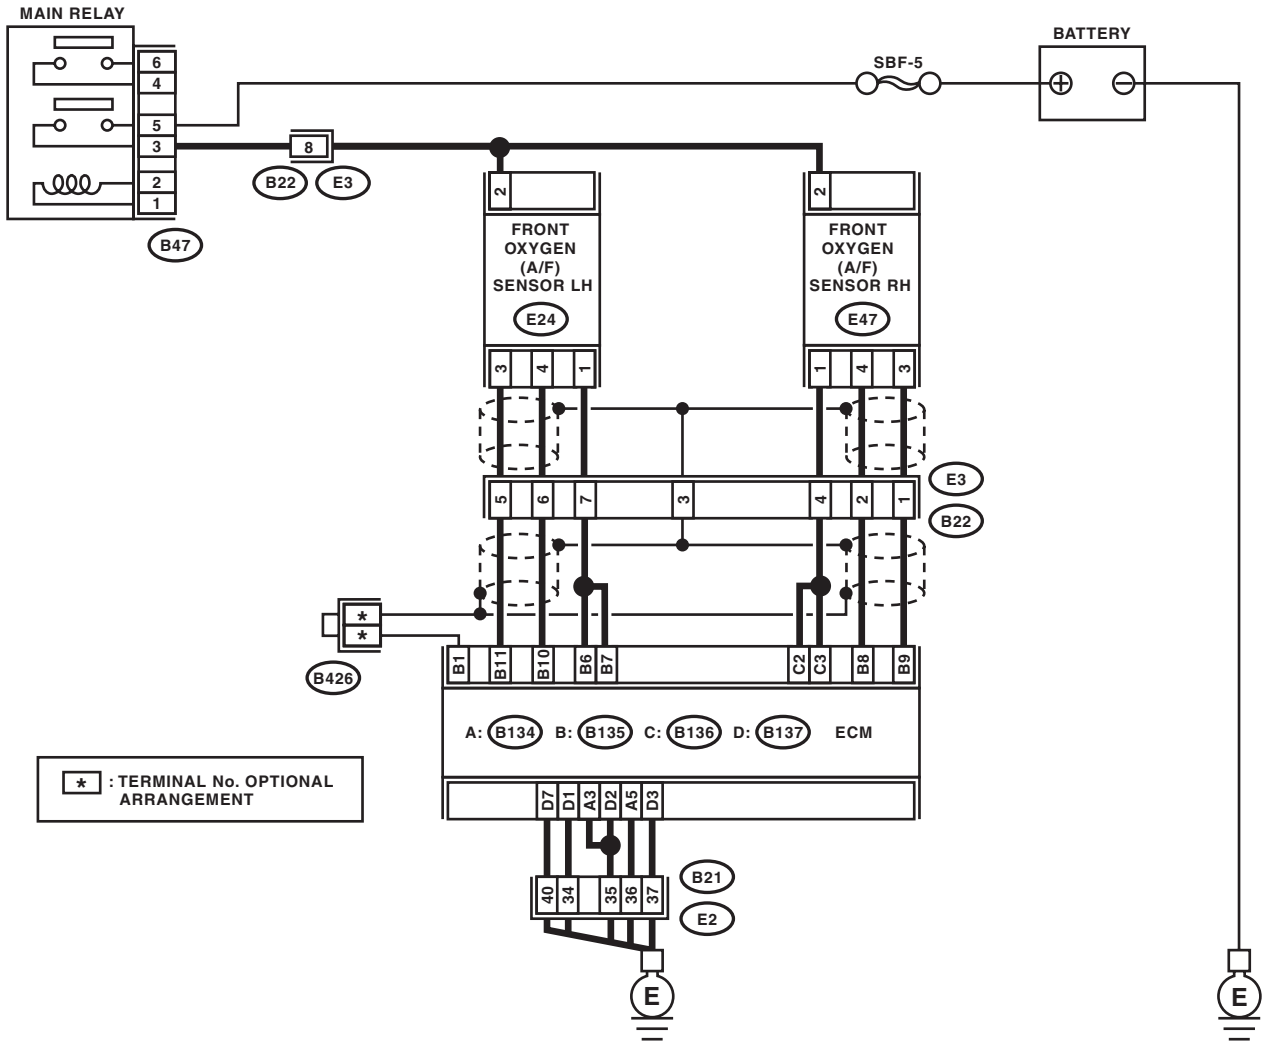 MAIN RELAY
BATTERY
SBF-5
6
4
5
3
2
1
8
B22 E3
B47
2 2
FRONT
OXYGEN
(A/F)
SENSOR LH
E24
FRONT
OXYGEN
(A/F)
SENSOR RH
E47
3 4 1 1 4 3
E3
5 6 7 3 4 2 1
B22
*
*
B426
B1 B11 B10 B6 B7 C2 C3 B8 B9
A: B134 B: B135 C: B136 D: B137 ECM
* : TERMINAL No. OPTIONAL
ARRANGEMENT
D7 D1 A3 D2 A5 D3
B21
40 34 35 36 37
E2
E E